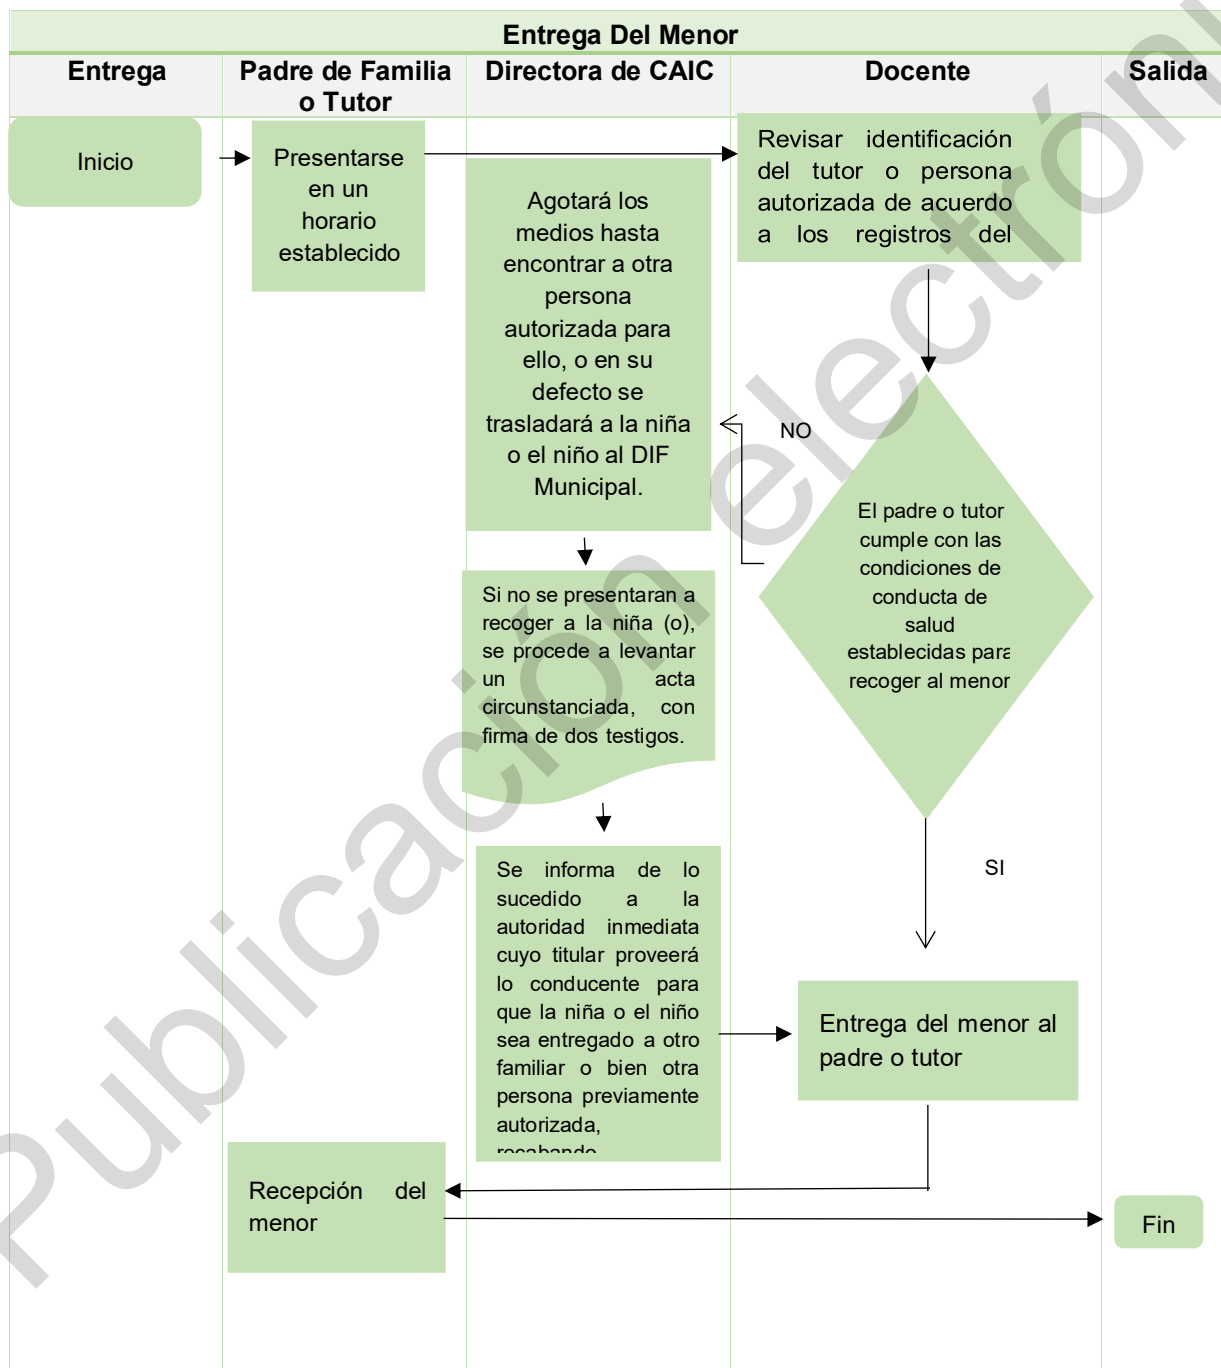 Entrega Del Menor
Entrega
Padre de Familia
o Tutor
Directora de CAIC
Docente
Salida
Inicio
Presentarse
en un
horario
establecido
Revisar identificación
del tutor o persona
autorizada de acuerdo
a los registros del
Agotará los
medios hasta
encontrar a otra
persona
autorizada para
ello, o en su
defecto se
trasladará a la niña
o el niño al DIF
Municipal.
NO
El padre o tutor
cumple con las
condiciones de
conducta de
salud
establecidas para
recoger al menor
Si no se presentaran a
recoger a la niña (o),
se procede a levantar
un acta
circunstanciada, con
firma de dos testigos.
SI
Se informa de lo
sucedido a la
autoridad inmediata
cuyo titular proveerá
lo conducente para
que la niña o el niño
sea entregado a otro
familiar o bien otra
persona previamente
autorizada,
recabando
Entrega del menor al
padre o tutor
Recepción del
menor
Fin
Publicación electrón